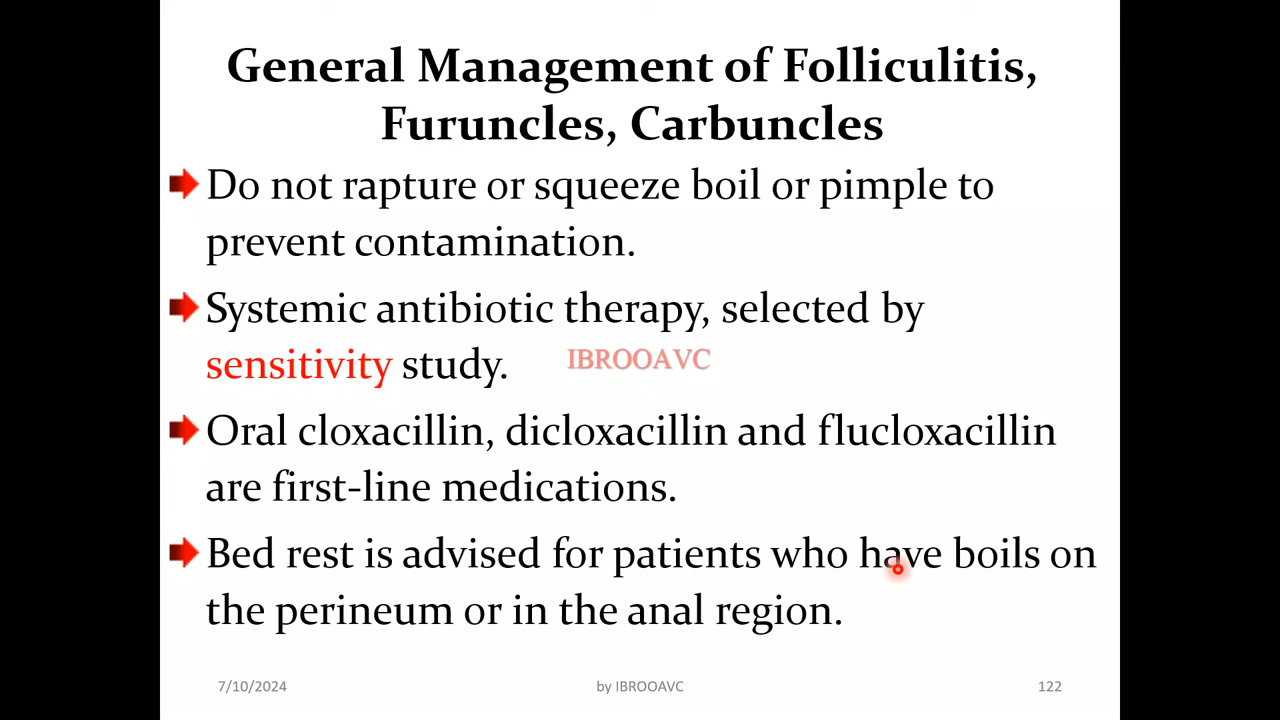 General Management of Folliculitis,
Furuncles, Carbuncles
Do not rapture or squeeze boil or pimple to
prevent contamination.
Systemic antibiotic therapy, selected by
sensitivity study.
IBROOAVC
Oral cloxacillin, dicloxacillin and flucloxacillin
are first-line medications.
Bed rest is advised for patients who have boils on
the perineum or in the anal region.
7/10/2024
by IBROOAVC
122